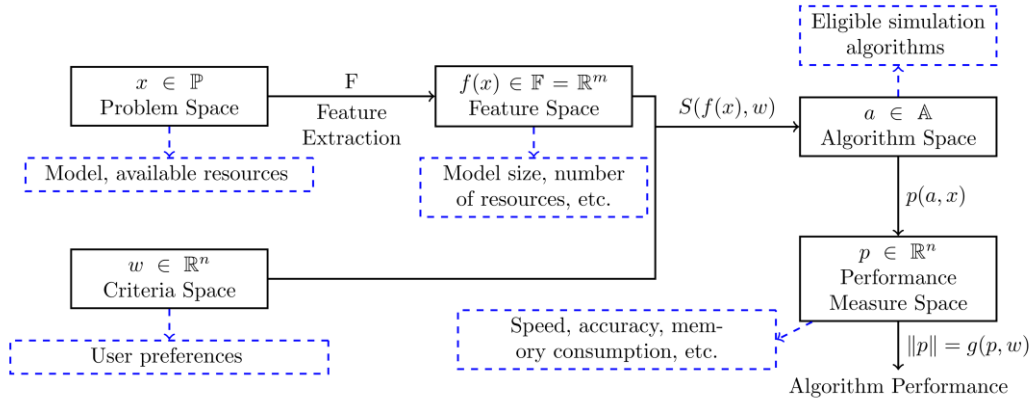 x ∈ ℙ
Problem Space
Model, available resources
F
Feature
Extraction
f(x) ∈ 𝔽 = ℝ^m
Feature Space
Model size, number
of resources, etc.
S(f(x), w)
Eligible simulation
algorithms
a ∈ 𝔸
Algorithm Space
p(a, x)
w ∈ ℝ^n
Criteria Space
User preferences
p ∈ ℝ^n
Performance
Measure Space
Speed, accuracy, mem-
ory consumption, etc.
‖p‖ = g(p, w)
Algorithm Performance